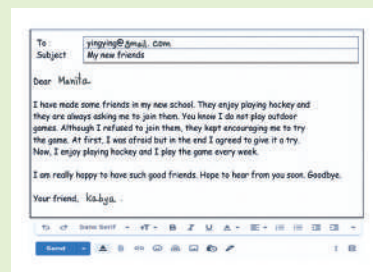 To : yingying@gmail.com
Subject My new friends
Dear Manita
I have made some friends in my new school. They enjoy playing hockey and
they are always asking me to join them. You know I do not play outdoor
games. Although I refused to join them, they kept encouraging me to try
the game. At first, I was afraid but in the end I agreed to give it a try.
Now, I enjoy playing hockey and I play the game every week.
I am really happy to have such good friends. Hope to hear from you soon. Goodbye.
Your friend, Kabya.
Sans Serif
Send